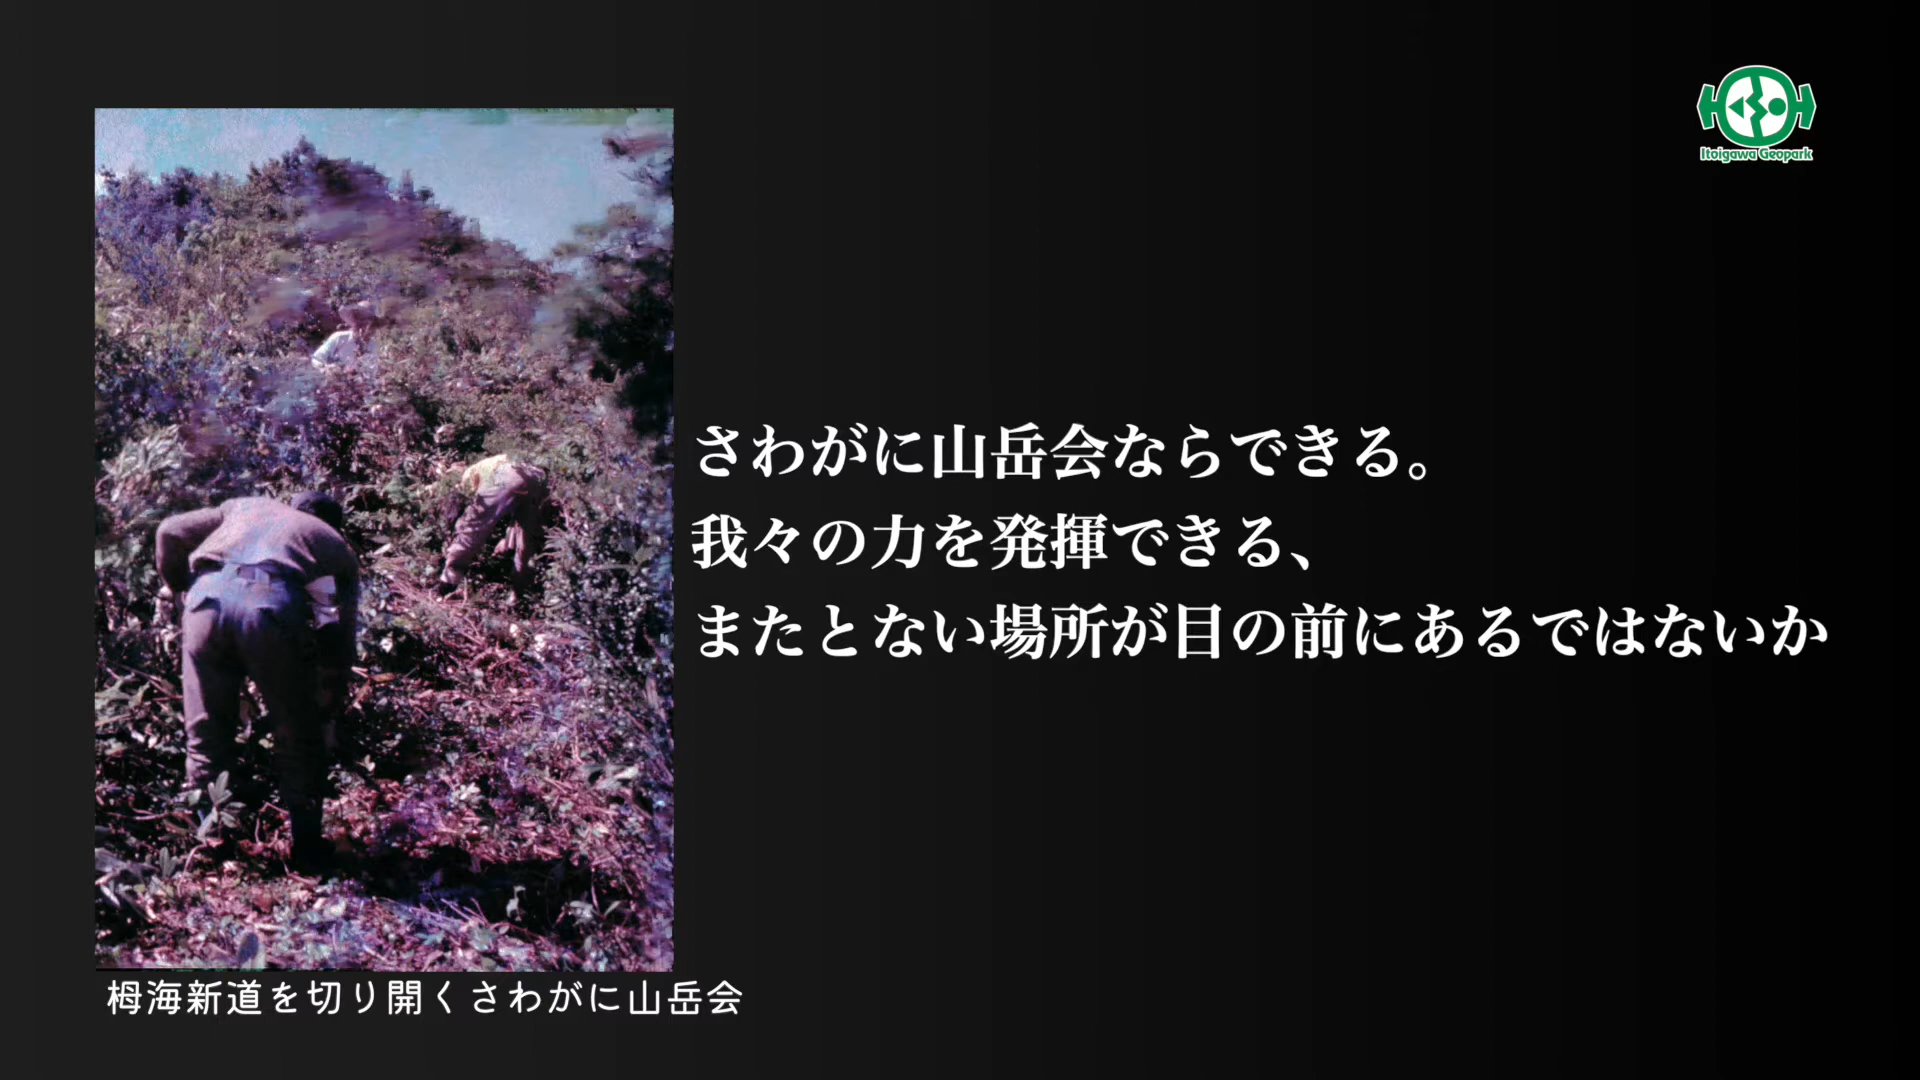 Itoigawa Geopark
さわがに山岳会ならできる。
我々の力を発揮できる、
またとない場所が目の前にあるではないか
栂海新道を切り開くさわがに山岳会